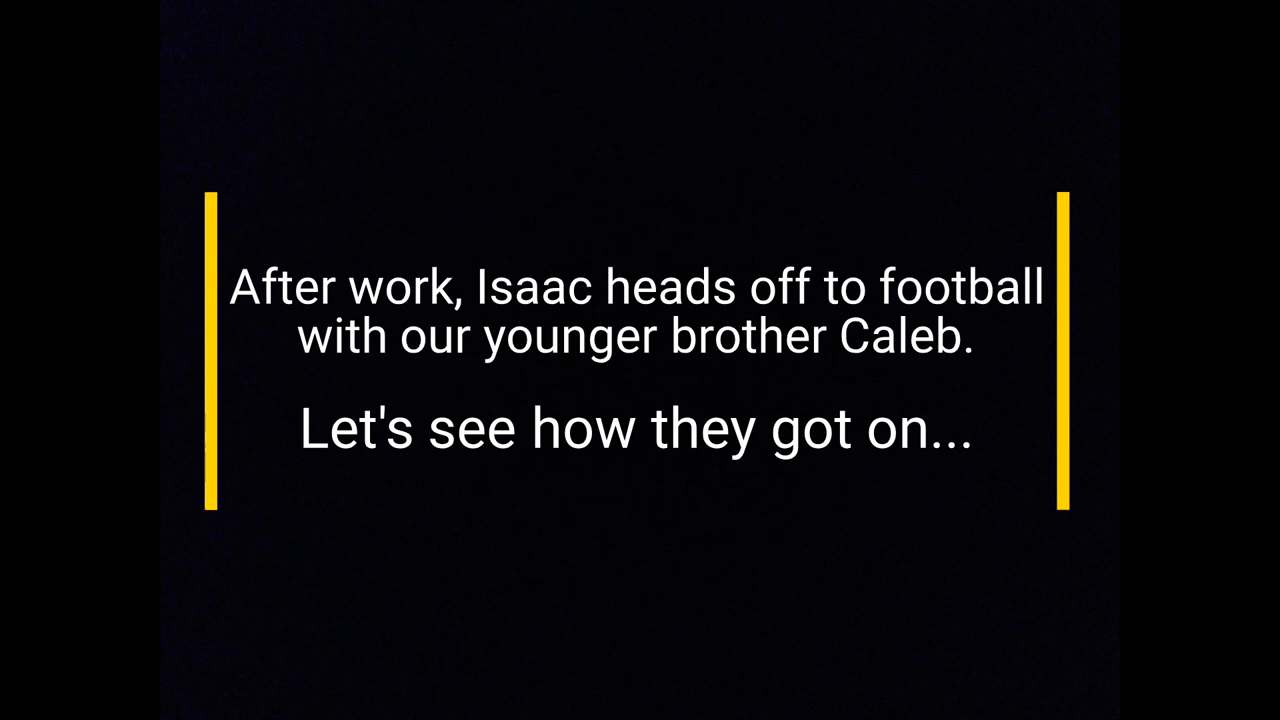 After work, Isaac heads off to football
with our younger brother Caleb.
Let's see how they got on...